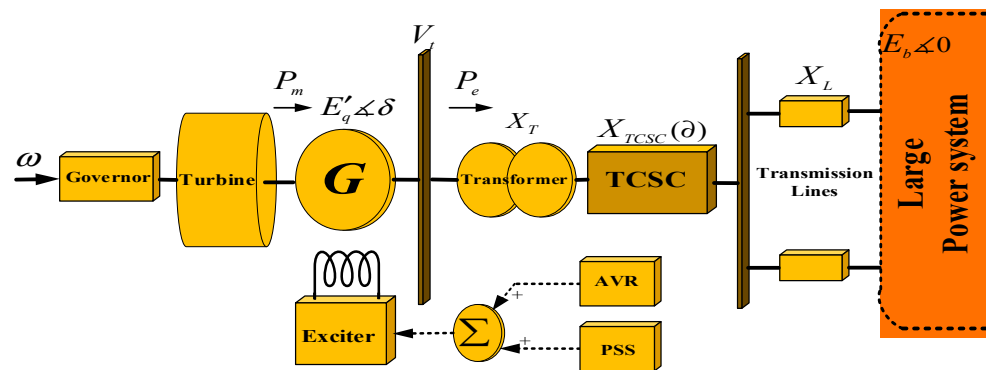 ω
Governor
Turbine
P_m
E'_q∡δ
G
V_t
P_e
X_T
Transformer
X_TCSC(∂)
TCSC
X_L
Transmission
Lines
E_b∡0
Large
Power system
Exciter
Σ
+
+
AVR
PSS